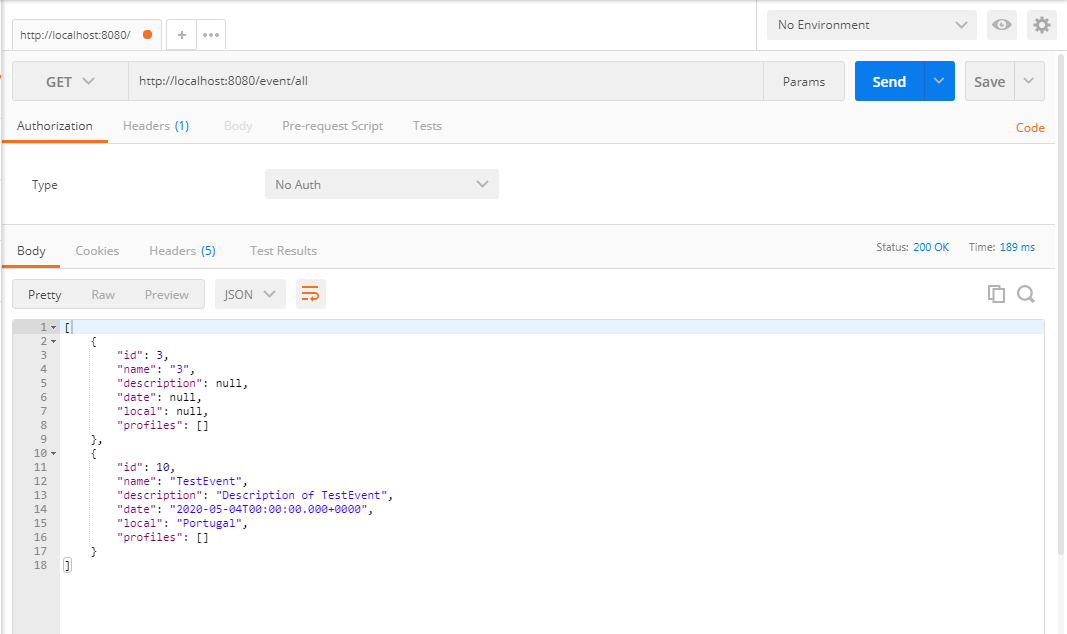 http://localhost:8080/ + ••• No Environment
GET http://localhost:8080/event/all Params Send Save
Authorization Headers (1) Body Pre-request Script Tests Code
Type No Auth
Body Cookies Headers (5) Test Results Status: 200 OK Time: 189 ms
Pretty Raw Preview JSON
1 [
2 {
3 "id": 3,
4 "name": "3",
5 "description": null,
6 "date": null,
7 "local": null,
8 "profiles": []
9 },
10 {
11 "id": 10,
12 "name": "TestEvent",
13 "description": "Description of TestEvent",
14 "date": "2020-05-04T00:00:00.000+0000",
15 "local": "Portugal",
16 "profiles": []
17 }
18 ]